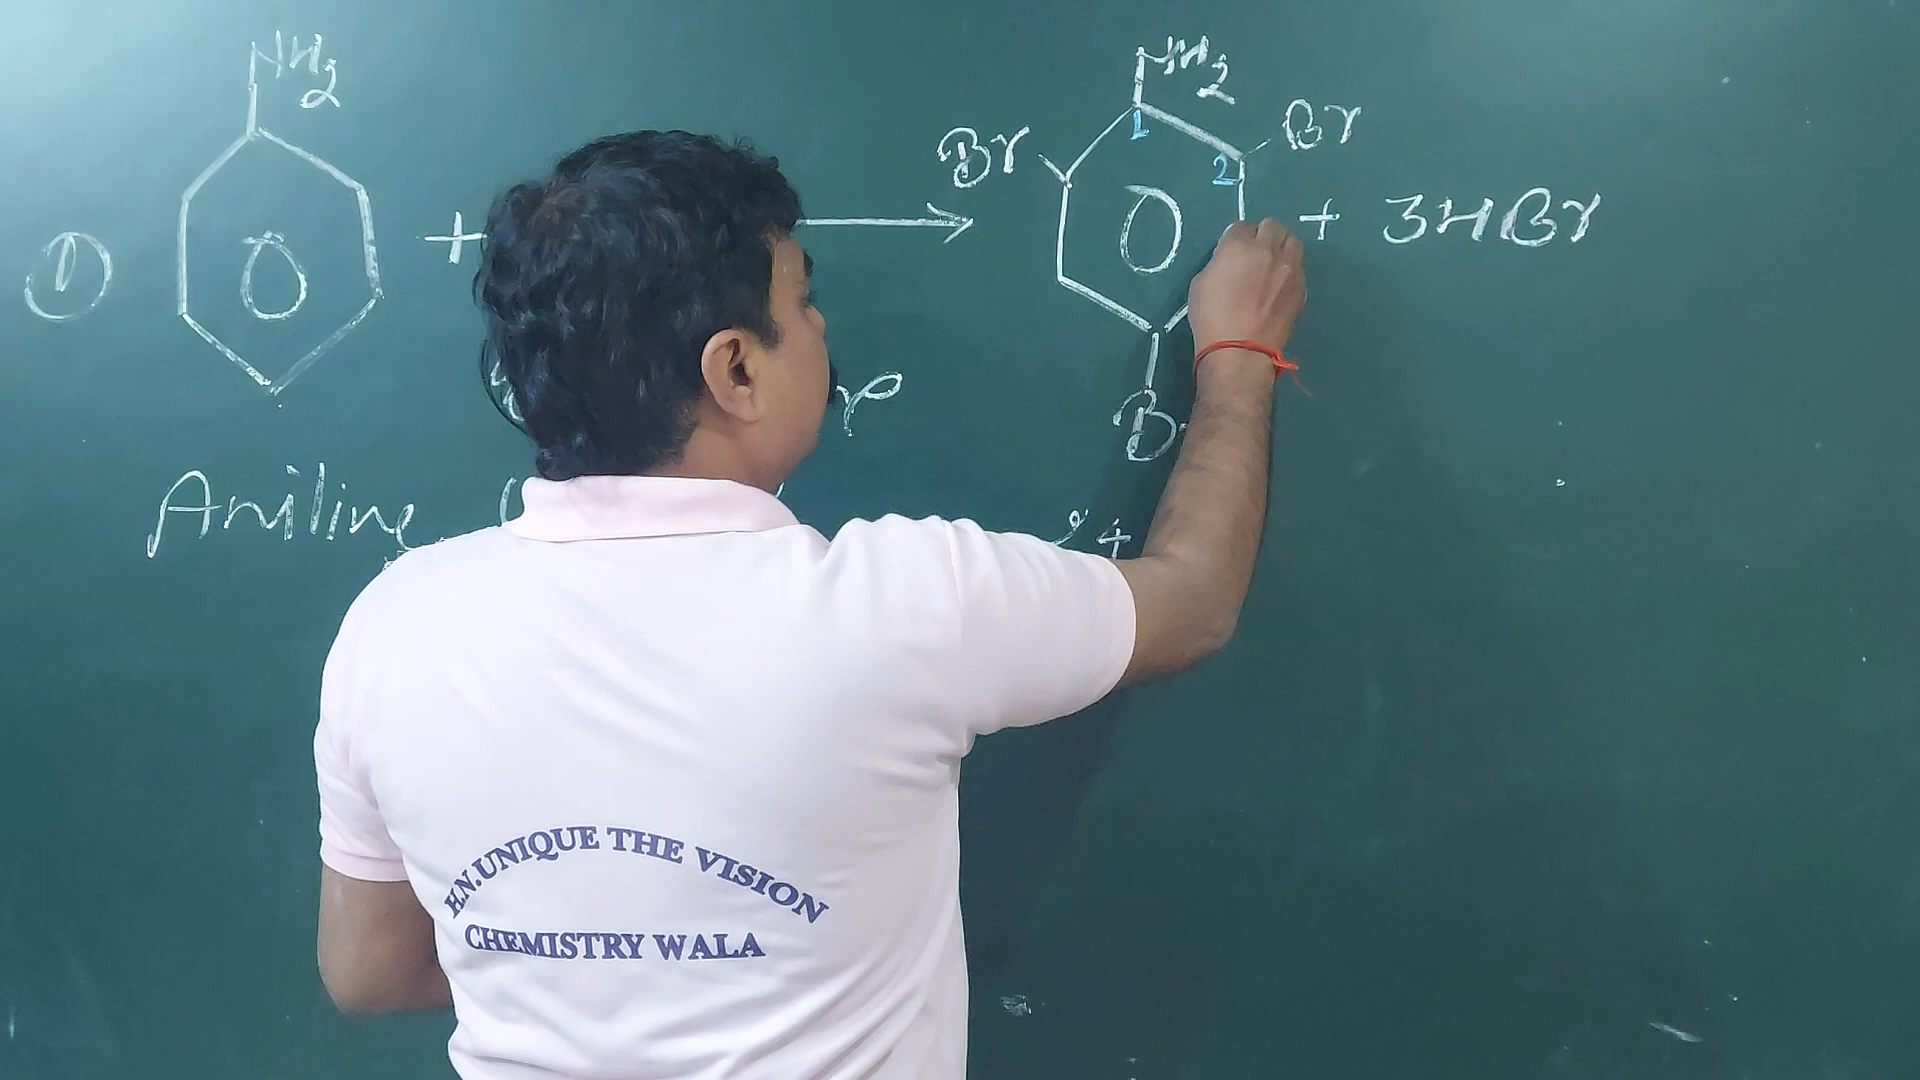 NH2 NH2
Br Br
1
2
① + + 3HBr
Br
Aniline
H.N.UNIQUE THE VISION
CHEMISTRY WALA